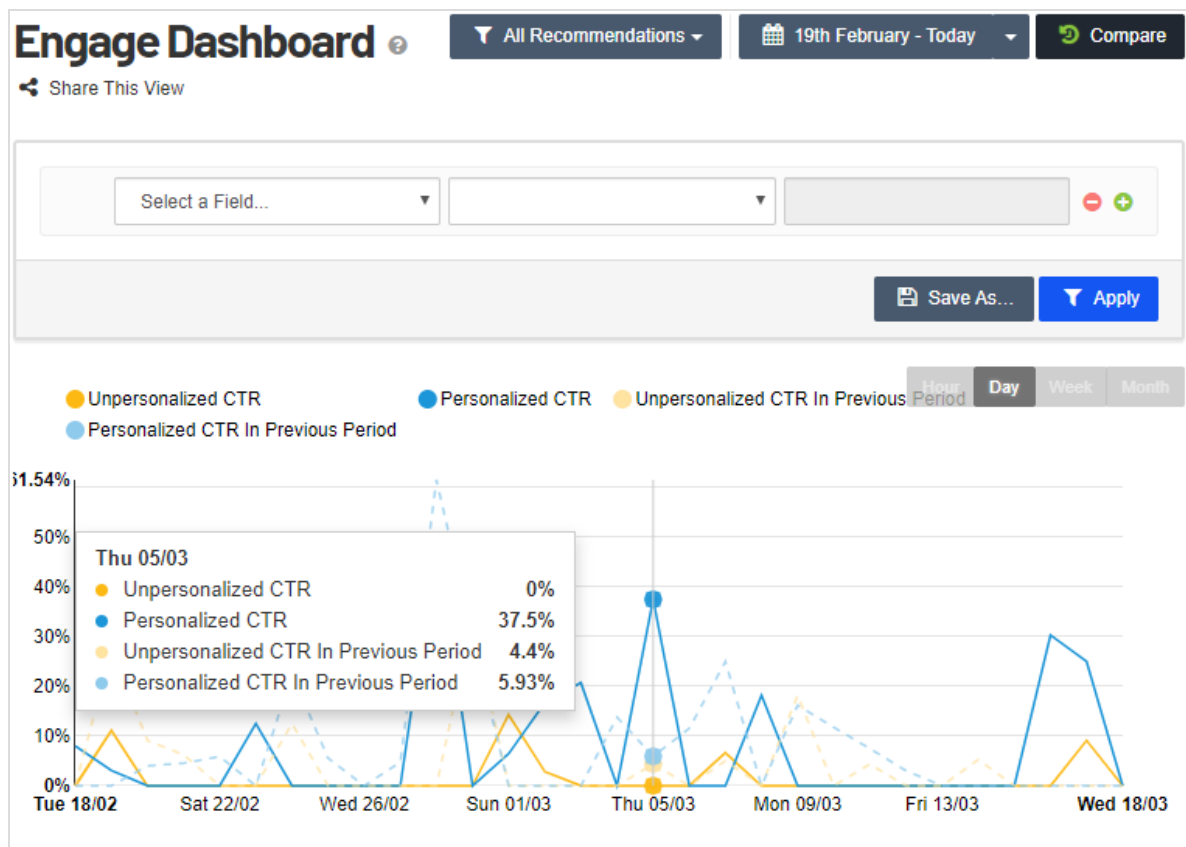 Engage Dashboard ? All Recommendations 19th February - Today Compare
Share This View
Select a Field...
Save As... Apply
Hour Day Week Month
Unpersonalized CTR Personalized CTR Unpersonalized CTR In Previous Period
Personalized CTR In Previous Period
61.54%
50%
40%
30%
20%
10%
0%
Thu 05/03
Unpersonalized CTR 0%
Personalized CTR 37.5%
Unpersonalized CTR In Previous Period 4.4%
Personalized CTR In Previous Period 5.93%
Tue 18/02 Sat 22/02 Wed 26/02 Sun 01/03 Thu 05/03 Mon 09/03 Fri 13/03 Wed 18/03